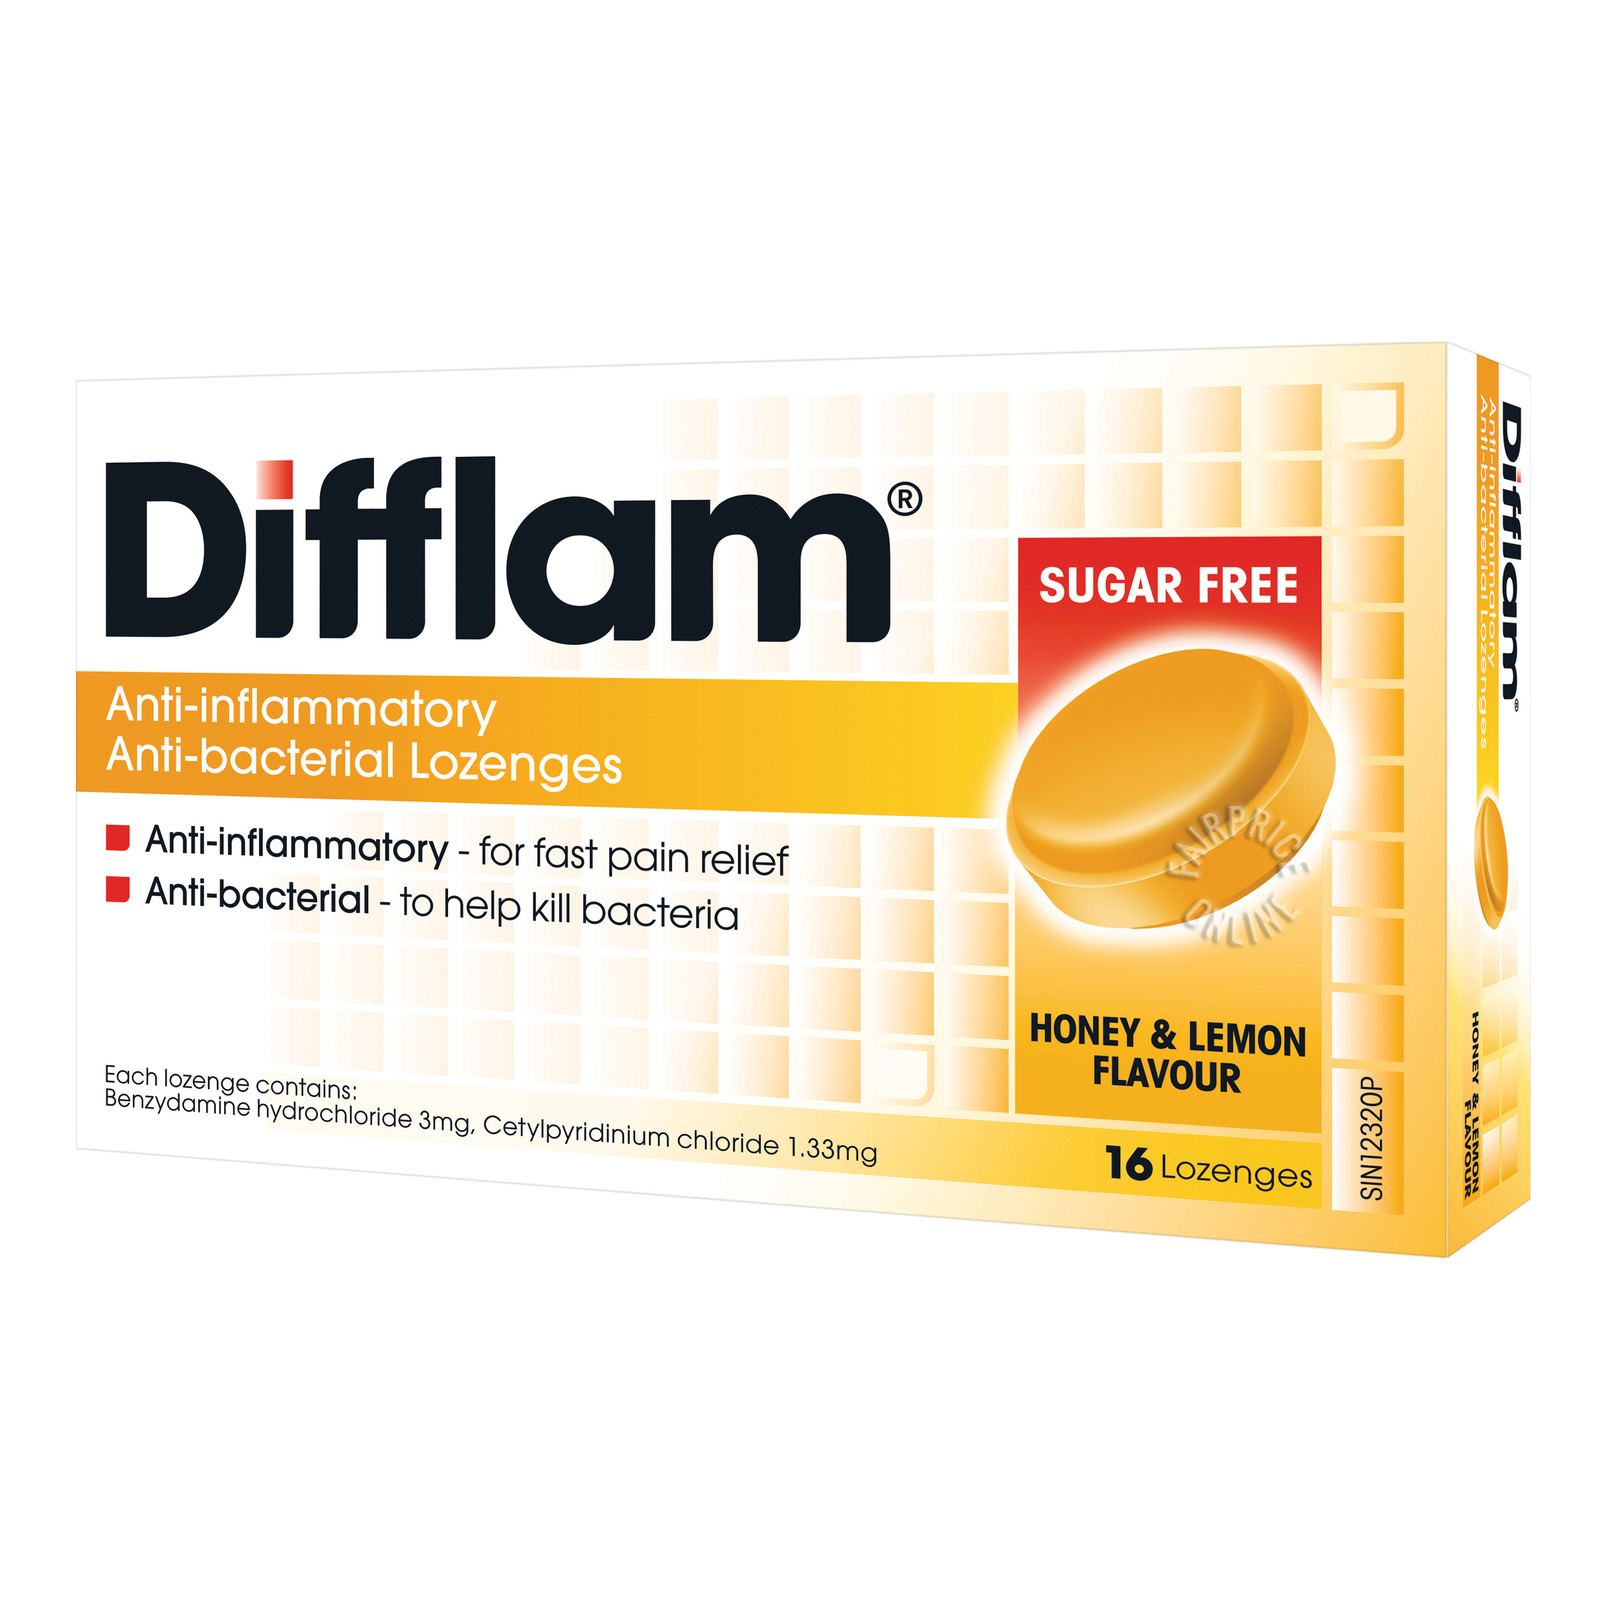 Difflam®
Anti-inflammatory
Anti-bacterial Lozenges
Anti-inflammatory - for fast pain relief
Anti-bacterial - to help kill bacteria
Each lozenge contains:
Benzydamine hydrochloride 3mg, Cetylpyridinium chloride 1.33mg
SUGAR FREE
FAIRPRICE
ONLINE
HONEY & LEMON
FLAVOUR
16 Lozenges
SIN12320P
Difflam®
Anti-inflammatory
Anti-bacterial Lozenges
HONEY & LEMON
FLAVOUR